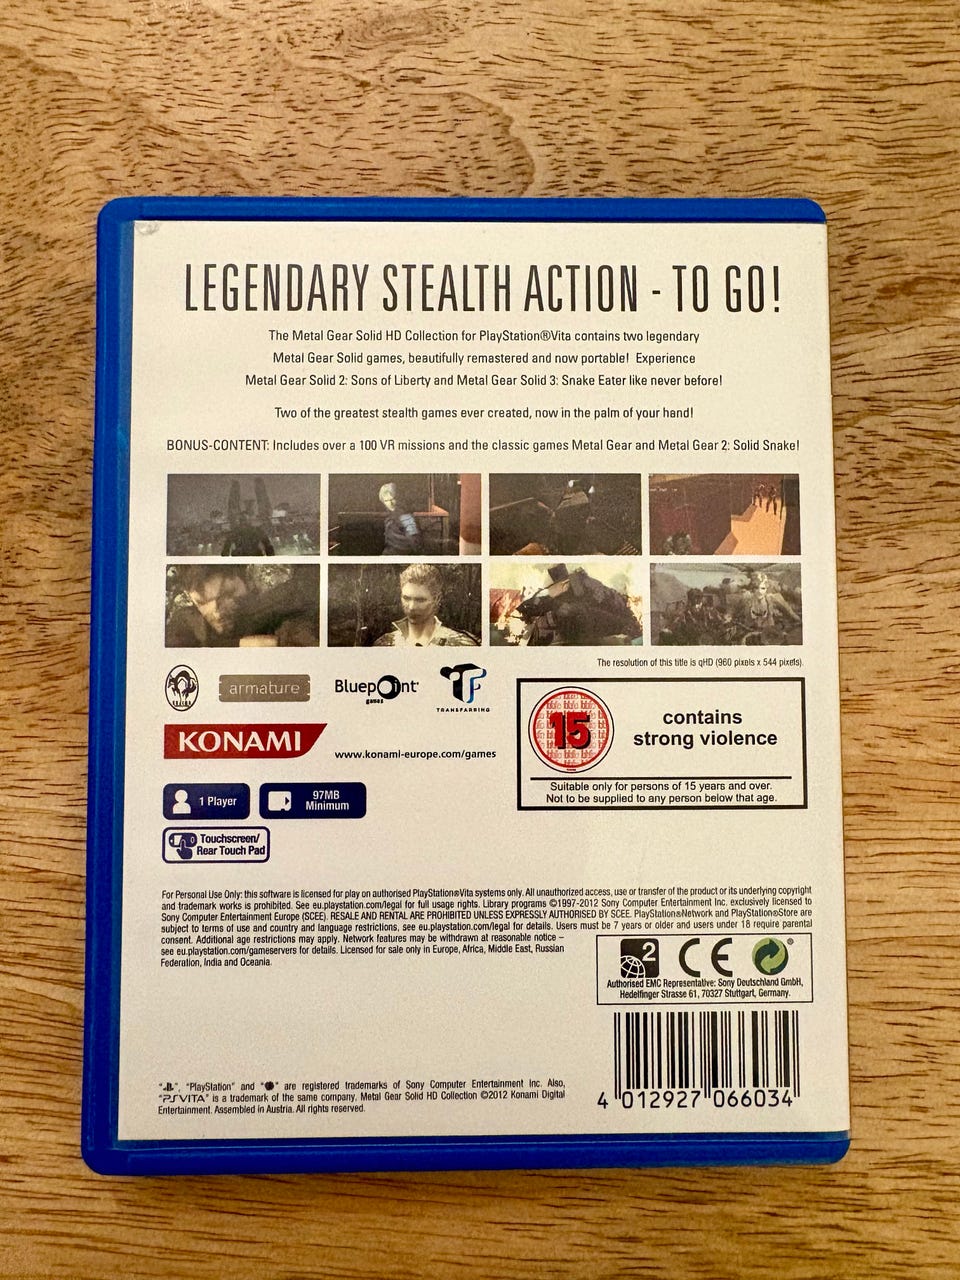 LEGENDARY STEALTH ACTION - TO GO!
The Metal Gear Solid HD Collection for PlayStation®Vita contains two legendary
Metal Gear Solid games, beautifully remastered and now portable! Experience
Metal Gear Solid 2: Sons of Liberty and Metal Gear Solid 3: Snake Eater like never before!
Two of the greatest stealth games ever created, now in the palm of your hand!
BONUS-CONTENT: Includes over a 100 VR missions and the classic games Metal Gear and Metal Gear 2: Solid Snake!
The resolution of this title is qHD (960 pixels x 544 pixels).
armature
Bluepoint
games
TRANSFARRING
KONAMI
www.konami-europe.com/games
15
contains
strong violence
Suitable only for persons of 15 years and over.
Not to be supplied to any person below that age.
1 Player
97MB
Minimum
Touchscreen/
Rear Touch Pad
For Personal Use Only: this software is licensed for play on authorised PlayStation®Vita systems only. All unauthorized access, use or transfer of the product or its underlying copyright
and trademark works is prohibited. See eu.playstation.com/legal for full usage rights. Library programs ©1997-2012 Sony Computer Entertainment Inc. exclusively licensed to
Sony Computer Entertainment Europe (SCEE). RESALE AND RENTAL ARE PROHIBITED UNLESS EXPRESSLY AUTHORISED BY SCEE. PlayStation®Network and PlayStation®Store are
subject to terms of use and country and language restrictions, see eu.playstation.com/legal for details. Users must be 7 years or older and users under 18 require parental
consent. Additional age restrictions may apply. Network features may be withdrawn at reasonable notice –
see eu.playstation.com/gameservers for details. Licensed for sale only in Europe, Africa, Middle East, Russian
Federation, India and Oceania.
2
CE
®
Authorised EMC Representative: Sony Deutschland GmbH,
Hedelfinger Strasse 61, 70327 Stuttgart, Germany.
"PlayStation" and are registered trademarks of Sony Computer Entertainment Inc. Also,
"PSVITA" is a trademark of the same company. Metal Gear Solid HD Collection ©2012 Konami Digital
Entertainment. Assembled in Austria. All rights reserved.
4 012927 066034